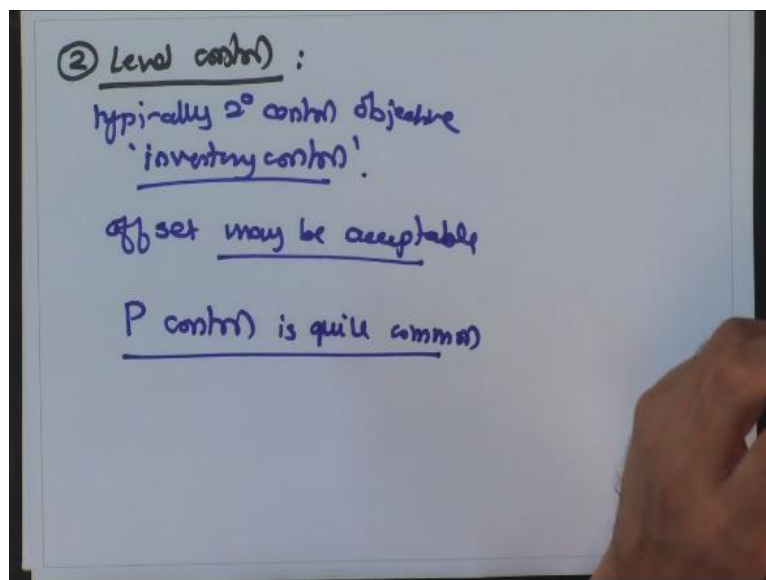 ② Level control :
typically 2° control objective
'inventory control'.
offset may be acceptable
P control is quite common